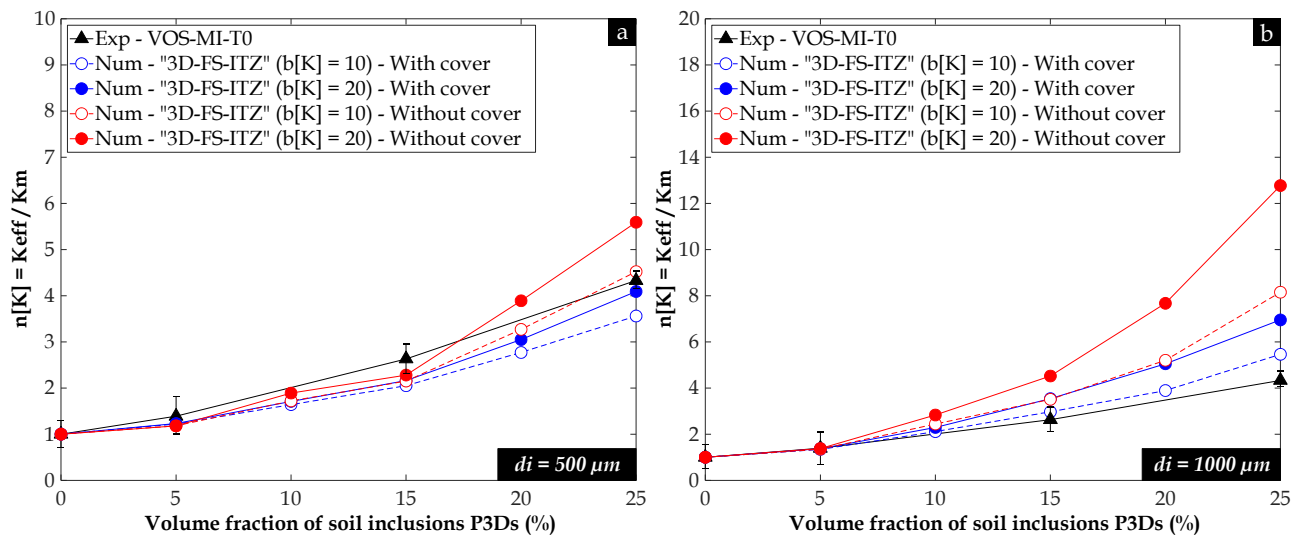 a
Exp - VOS-MI-T0
Num - "3D-FS-ITZ" (b[K] = 10) - With cover
Num - "3D-FS-ITZ" (b[K] = 20) - With cover
Num - "3D-FS-ITZ" (b[K] = 10) - Without cover
Num - "3D-FS-ITZ" (b[K] = 20) - Without cover
10
9
8
7
6
5
4
3
2
1
0
n[K] = Keff / Km
di = 500 μm
0 5 10 15 20 25
Volume fraction of soil inclusions P3Ds (%)
b
Exp - VOS-MI-T0
Num - "3D-FS-ITZ" (b[K] = 10) - With cover
Num - "3D-FS-ITZ" (b[K] = 20) - With cover
Num - "3D-FS-ITZ" (b[K] = 10) - Without cover
Num - "3D-FS-ITZ" (b[K] = 20) - Without cover
20
18
16
14
12
10
8
6
4
2
0
n[K] = Keff / Km
di = 1000 μm
0 5 10 15 20 25
Volume fraction of soil inclusions P3Ds (%)